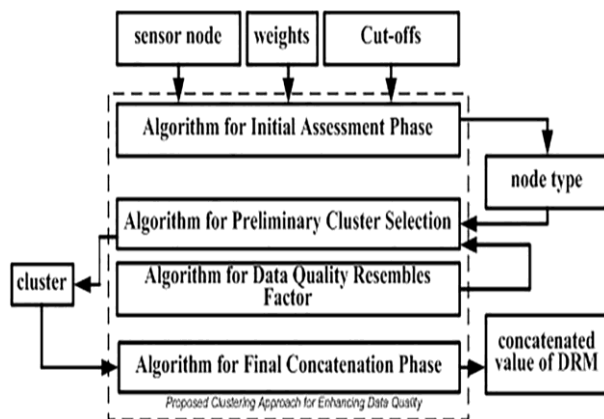 sensor node
weights
Cut-offs
Algorithm for Initial Assessment Phase
node type
Algorithm for Preliminary Cluster Selection
cluster
Algorithm for Data Quality Resembles
Factor
Algorithm for Final Concatenation Phase
concatenated
value of DRM
Proposed Clustering Approach for Enhancing Data Quality